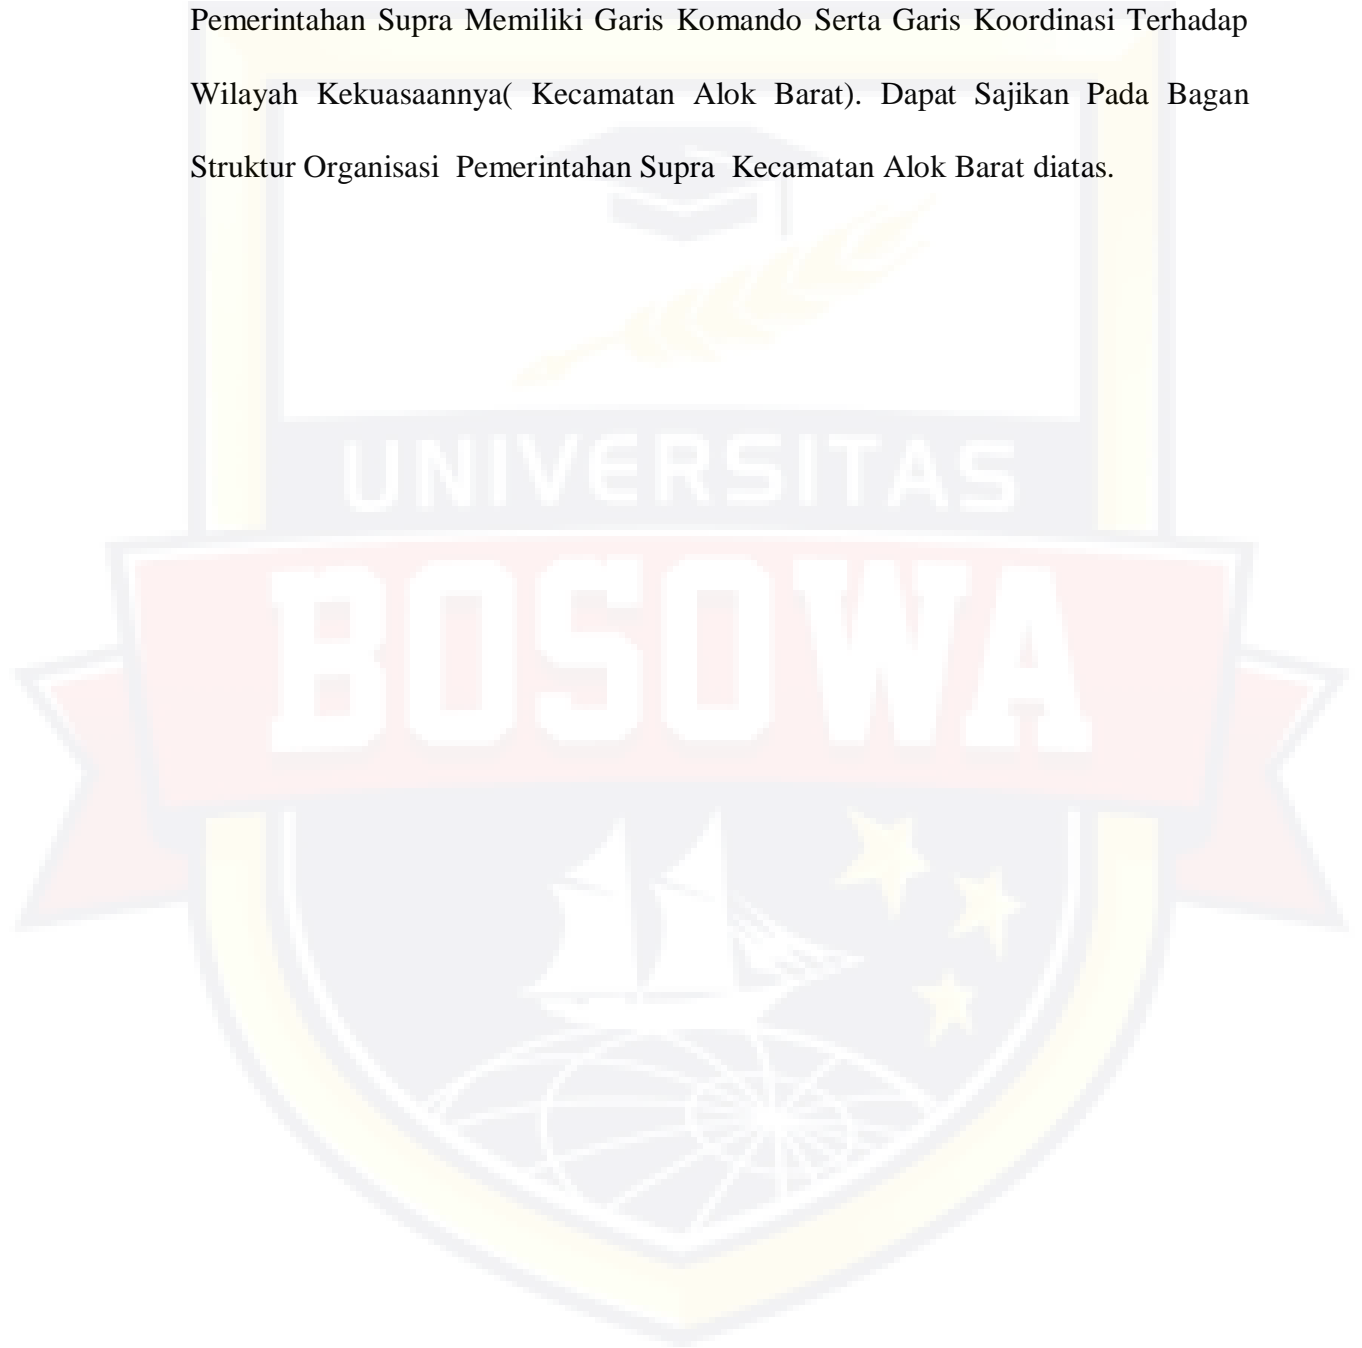 Pemerintahan Supra Memiliki Garis Komando Serta Garis Koordinasi Terhadap
Wilayah Kekuasaannya( Kecamatan Alok Barat). Dapat Sajikan Pada Bagan
Struktur Organisasi Pemerintahan Supra Kecamatan Alok Barat diatas.
UNIVERSITAS
BOSOWA